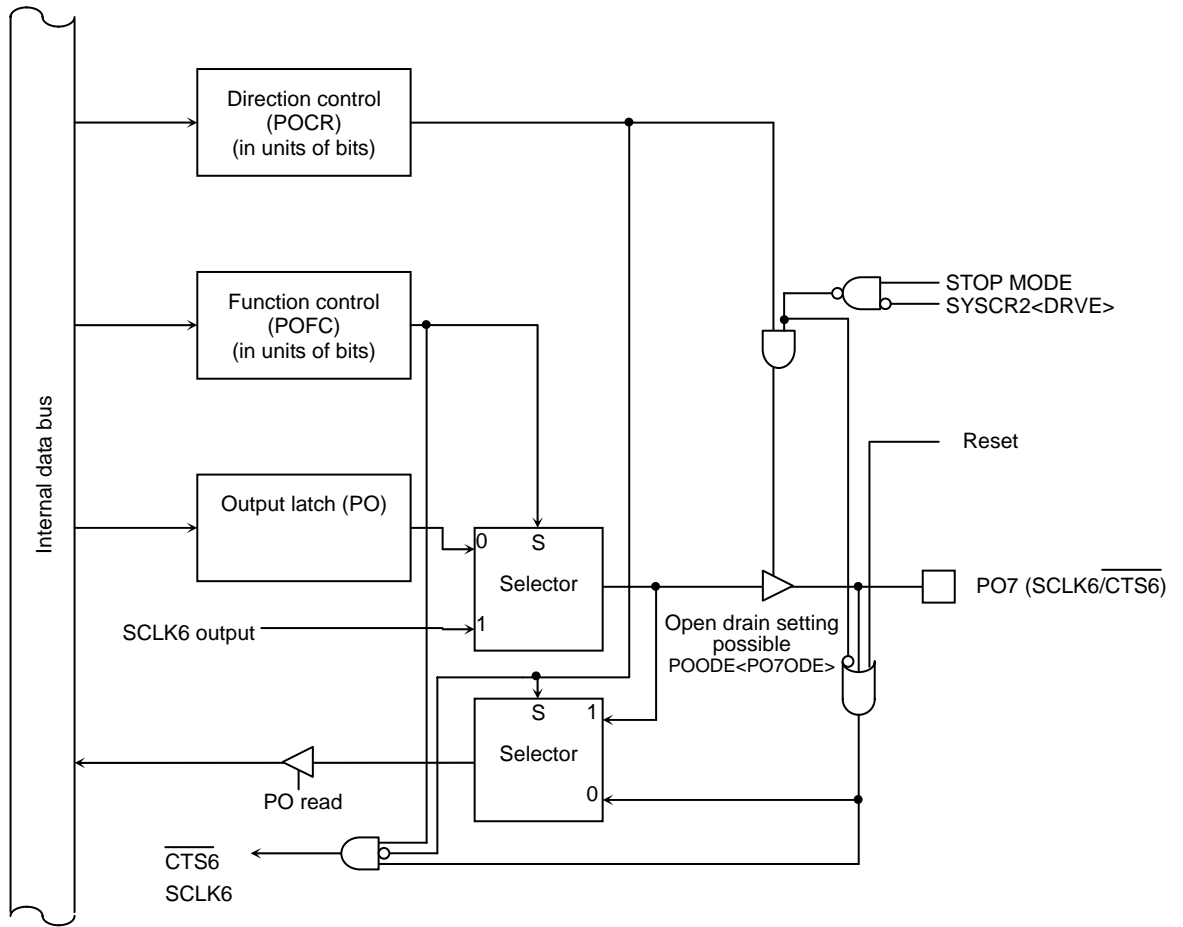 Internal data bus
Direction control
(POCR)
(in units of bits)
Function control
(POFC)
(in units of bits)
STOP MODE
SYSCR2<DRVE>
Reset
Output latch (PO)
0
S
Selector
1
SCLK6 output
PO7 (SCLK6/CTS6)
Open drain setting
possible
POODE<PO7ODE>
S
1
Selector
0
PO read
CTS6
SCLK6